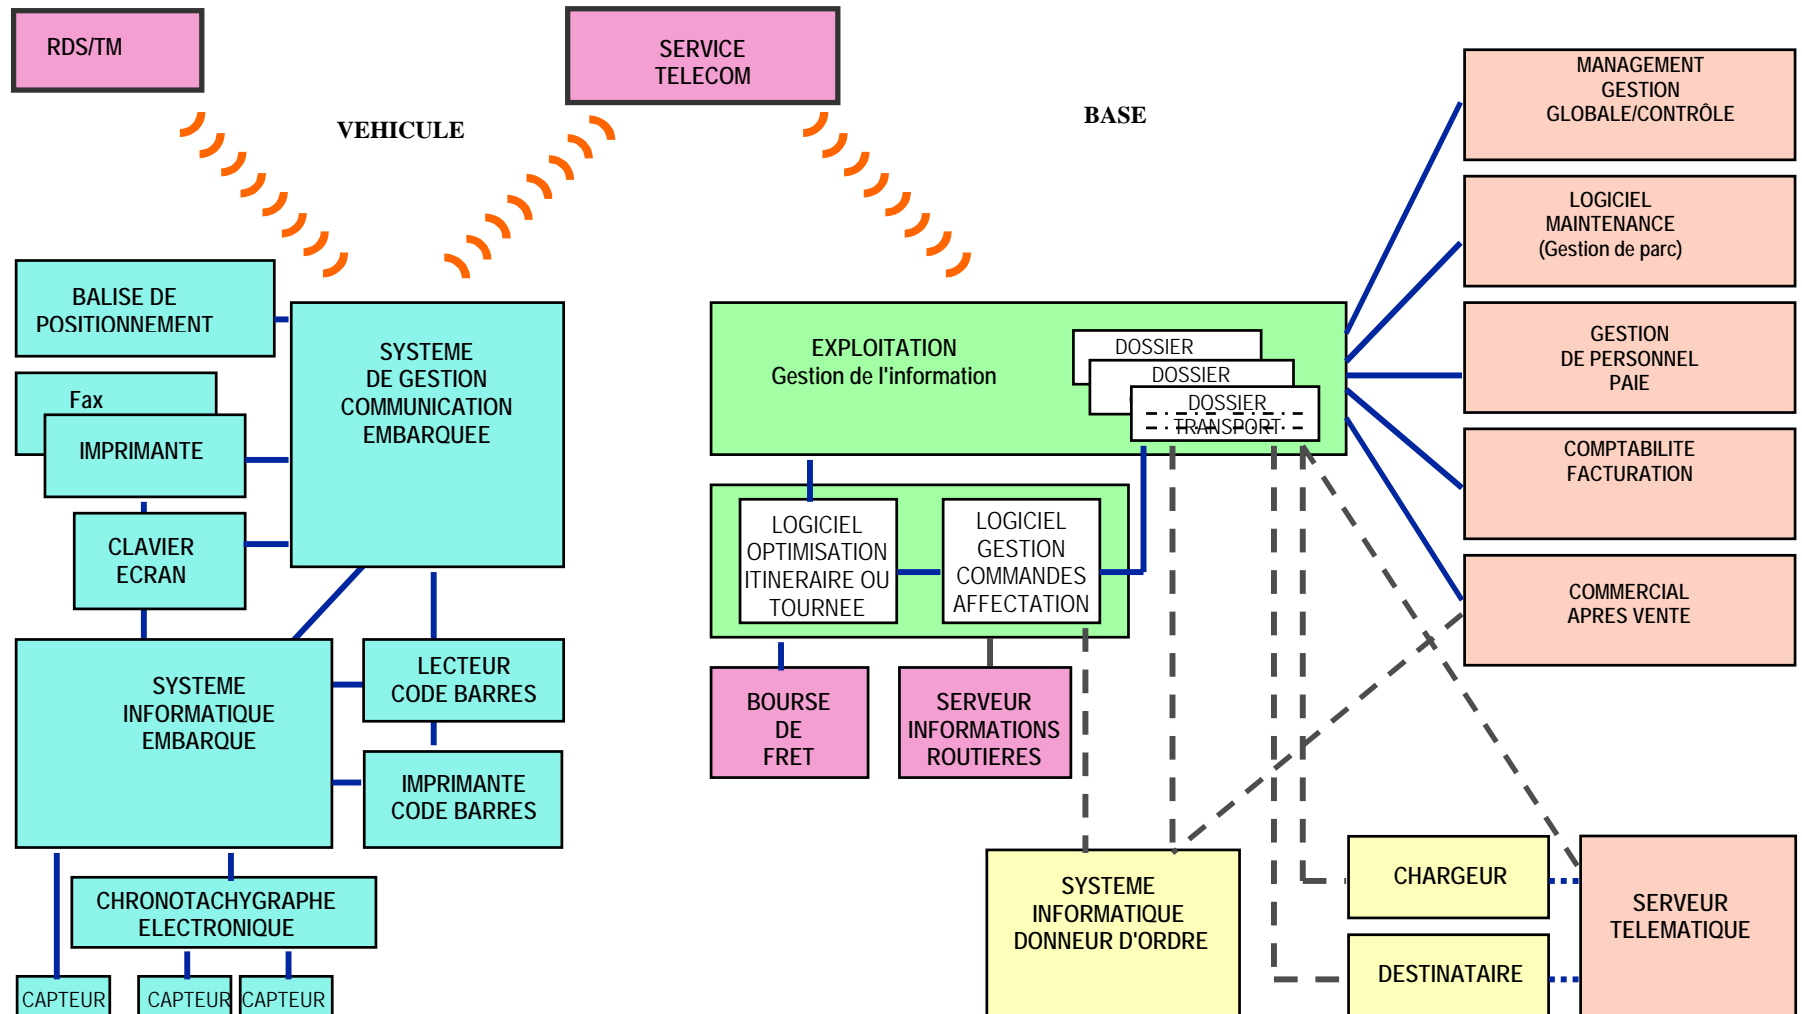 RDS/TM
SERVICE
TELECOM
VEHICULE
BASE
MANAGEMENT
GESTION
GLOBALE/CONTRÔLE
LOGICIEL
MAINTENANCE
(Gestion de parc)
GESTION
DE PERSONNEL
PAIE
COMPTABILITE
FACTURATION
COMMERCIAL
APRES VENTE
BALISE DE
POSITIONNEMENT
Fax
IMPRIMANTE
CLAVIER
ECRAN
SYSTEME
DE GESTION
COMMUNICATION
EMBARQUEE
SYSTEME
INFORMATIQUE
EMBARQUE
LECTEUR
CODE BARRES
IMPRIMANTE
CODE BARRES
CHRONOTACHYGRAPHE
ELECTRONIQUE
CAPTEUR
CAPTEUR
CAPTEUR
EXPLOITATION
Gestion de l'information
DOSSIER
DOSSIER
DOSSIER
TRANSPORT
LOGICIEL
OPTIMISATION
ITINERAIRE OU
TOURNEE
LOGICIEL
GESTION
COMMANDES
AFFECTATION
BOURSE
DE
FRET
SERVEUR
INFORMATIONS
ROUTIERES
SYSTEME
INFORMATIQUE
DONNEUR D'ORDRE
CHARGEUR
DESTINATAIRE
SERVEUR
TELEMATIQUE